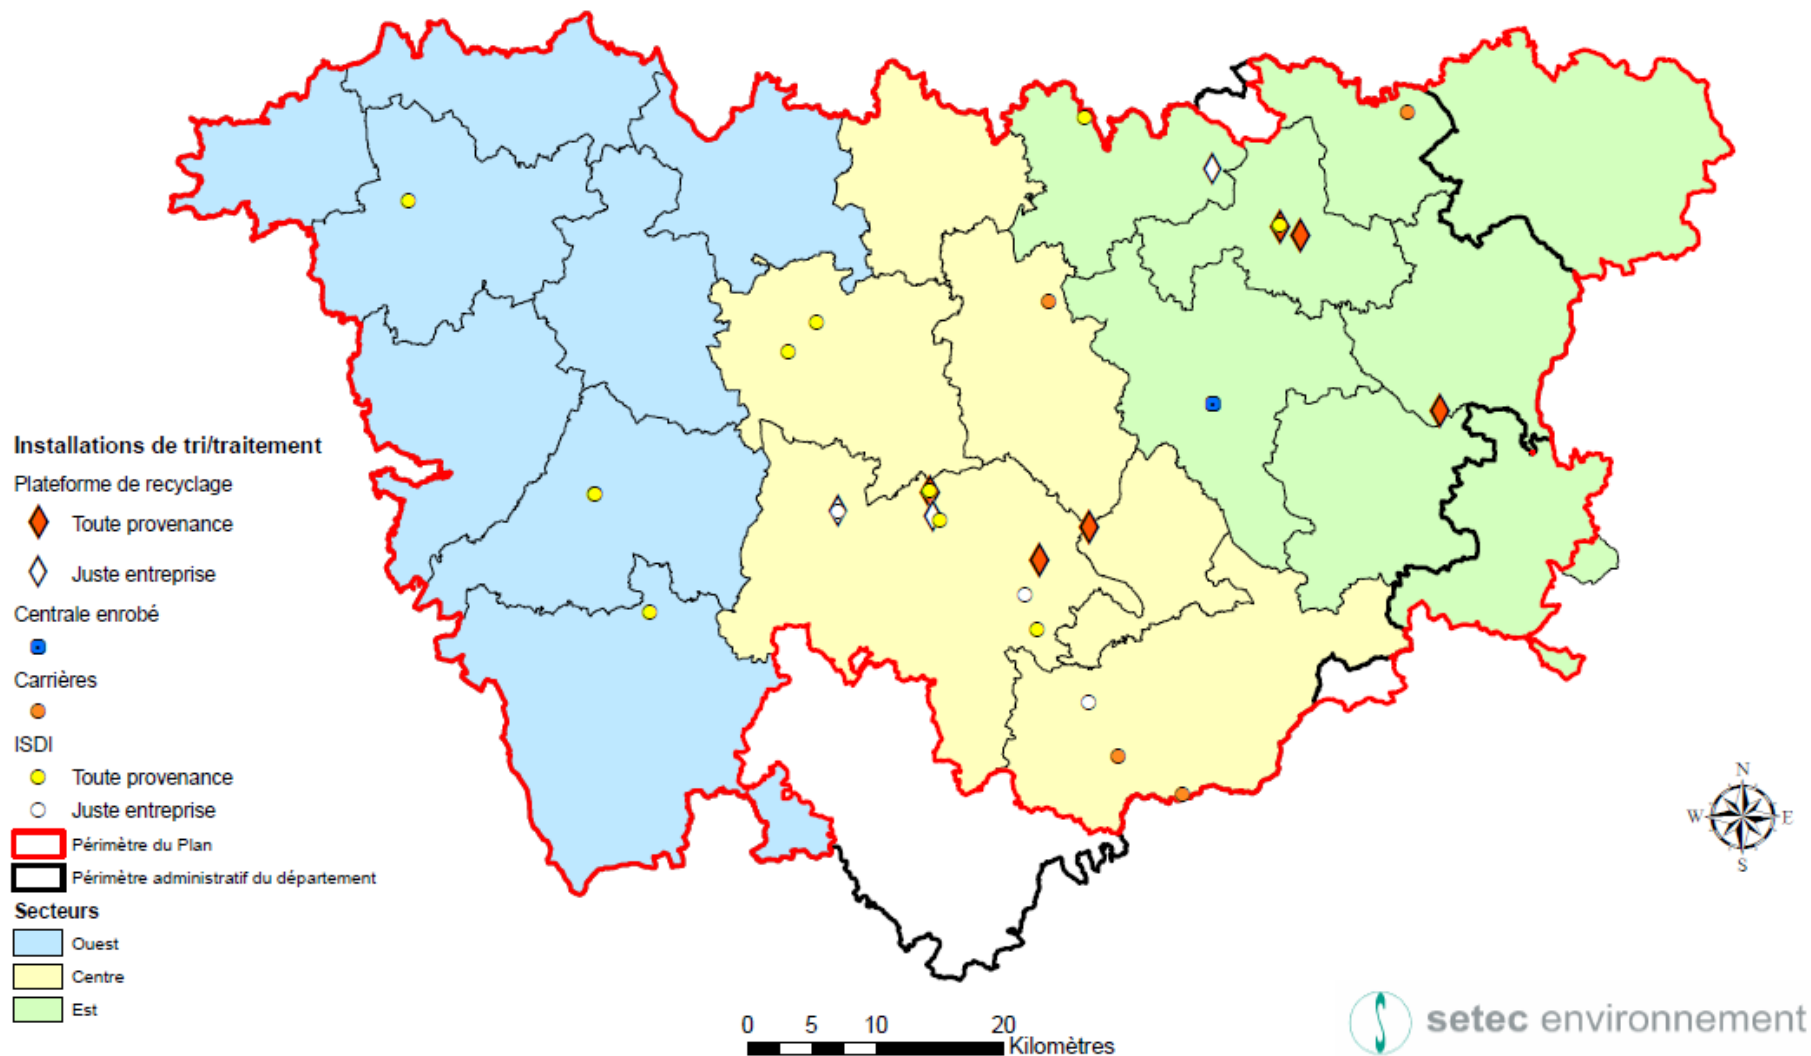 Installations de tri/traitement
Plateforme de recyclage
Toute provenance
Juste entreprise
Centrale enrobé
Carrières
ISDI
Toute provenance
Juste entreprise
Périmètre du Plan
Périmètre administratif du département
Secteurs
Ouest
Centre
Est
0 5 10 20
Kilomètres
N
W E
S
setec environnement